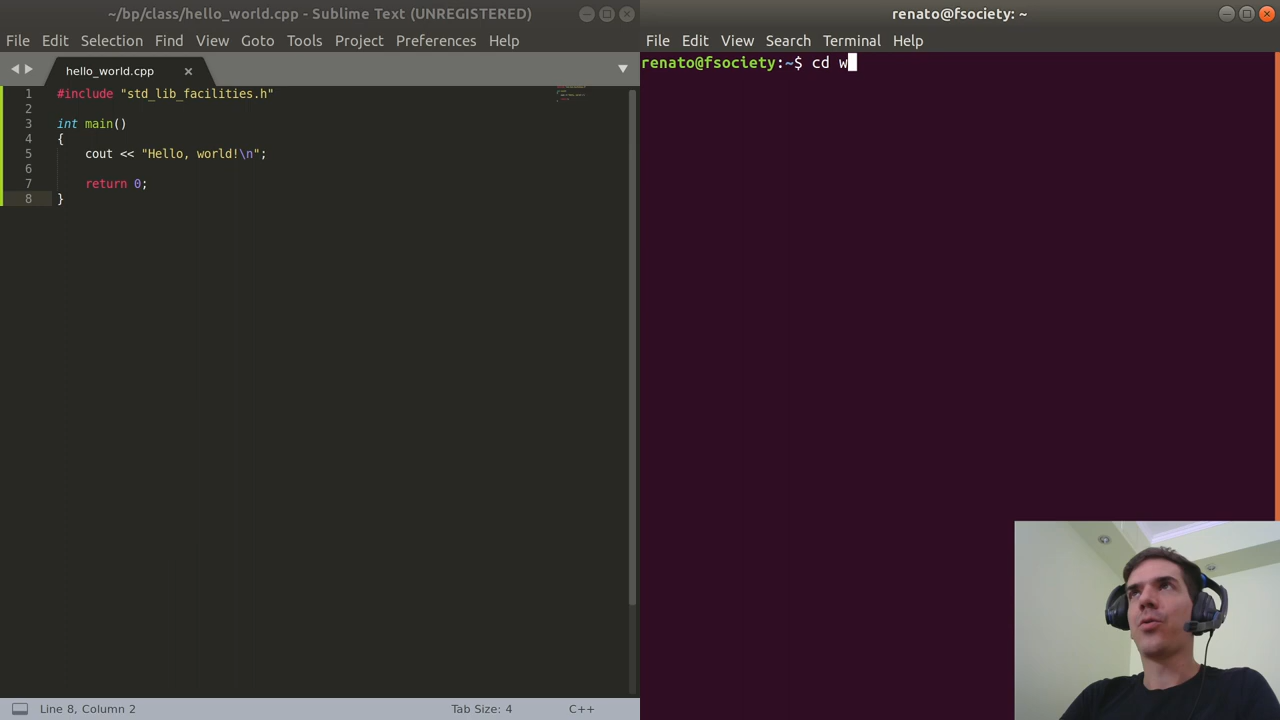 ~/bp/class/hello_world.cpp - Sublime Text (UNREGISTERED)
File Edit Selection Find View Goto Tools Project Preferences Help
hello_world.cpp
1 #include "std_lib_facilities.h"
2
3 int main()
4 {
5 cout << "Hello, world!\n";
6
7 return 0;
8 }
Line 8, Column 2 Tab Size: 4 C++
renato@fsociety: ~
File Edit View Search Terminal Help
renato@fsociety:~$ cd w